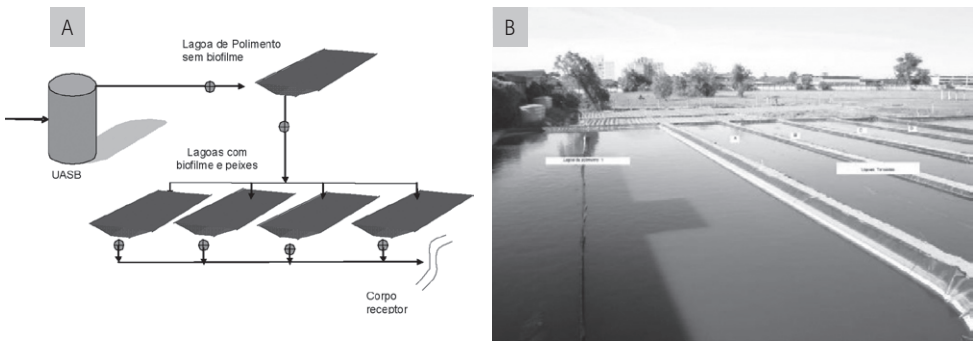 A
Lagoa de Polimento
sem biofilme
UASB
Lagoas com
biofilme e peixes
Corpo
receptor
B